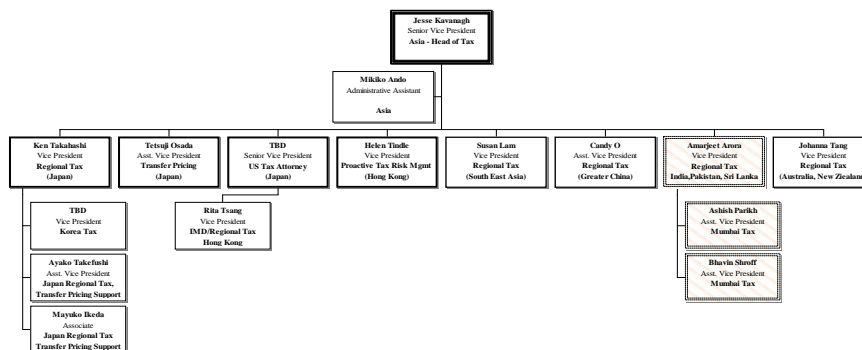 Jesse Kavanagh
Senior Vice President
Asia - Head of Tax
Mikiko Ando
Administrative Assistant
Asia
Ken Takahashi
Vice President
Regional Tax
(Japan)
Tetsuji Osada
Asst. Vice President
Transfer Pricing
(Japan)
TBD
Senior Vice President
US Tax Attorney
(Japan)
Helen Tindle
Vice President
Proactive Tax Risk Mgmt
(Hong Kong)
Susan Lam
Vice President
Regional Tax
(South East Asia)
Candy O
Asst. Vice President
Regional Tax
(Greater China)
Amarjeet Arora
Vice President
Regional Tax
India,Pakistan, Sri Lanka
Johanna Tang
Vice President
Regional Tax
(Australia, New Zicaland
TBD
Vice President
Korea Tax
Rita Tsang
Vice President
IMD/Regional Tax
Hong Kong
Ashish Parikh
Asst. Vice President
Mumbai Tax
Ayako Takefushi
Asst. Vice President
Japan Regional Tax,
Transfer Pricing Support
Bhavin Shroff
Asst. Vice President
Mumbai Tax
Mayuko Ikeda
Associate
Japan Regional Tax
Transfer Pricing Support